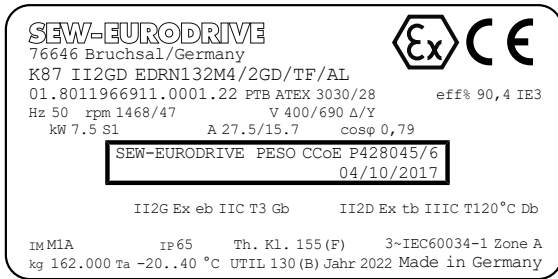 SEW-EURODRIVE
76646 Bruchsal/Germany
K87 II2GD EDRN132M4/2GD/TF/AL
01.8011966911.0001.22 PTB ATEX 3030/28 eff% 90,4 IE3
Hz 50 rpm 1468/47 V 400/690 Δ/Y
kW 7.5 S1 A 27.5/15.7 cosφ 0,79
SEW-EURODRIVE PESO CCoE P428045/6
04/10/2017
II2G Ex eb IIC T3 Gb II2D Ex tb IIIC T120°C Db
IM M1A IP 65 Th. Kl. 155(F) 3~IEC60034-1 Zone A
kg 162.000 Ta -20..40 °C UTIL 130(B) Jahr 2022 Made in Germany
Ex CE